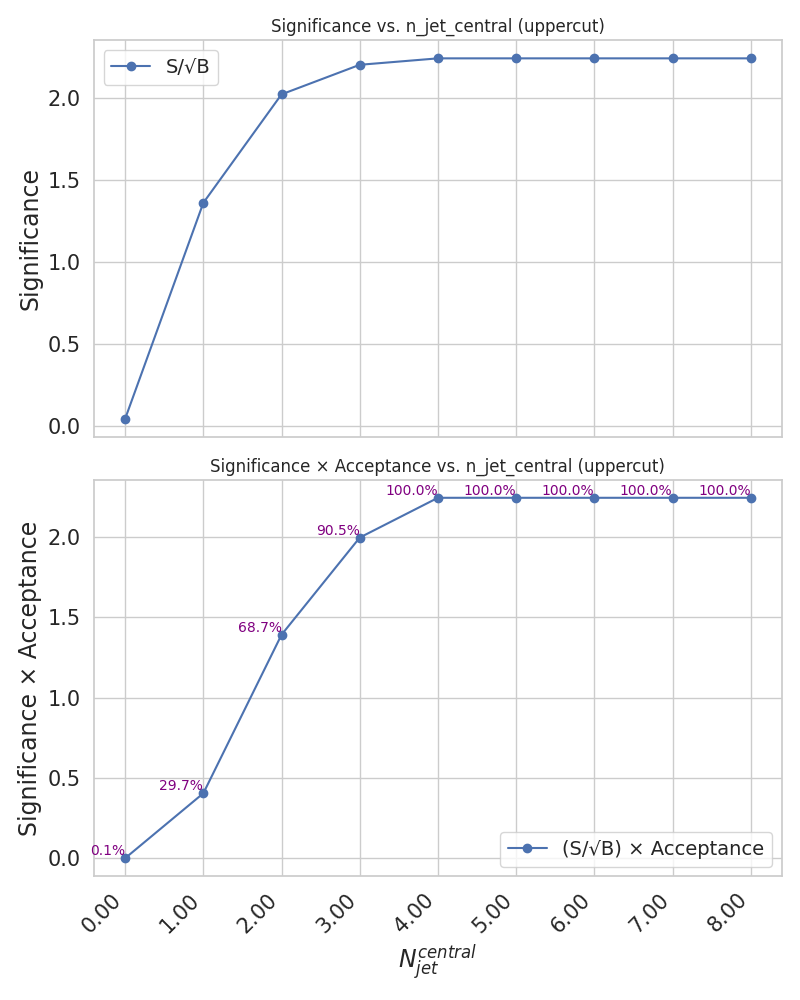 Significance vs. n_jet_central (uppercut)
S/√B
2.0
1.5
1.0
0.5
0.0
Significance
Significance × Acceptance vs. n_jet_central (uppercut)
100.0% 100.0% 100.0% 100.0% 100.0%
90.5%
68.7%
29.7%
0.1%
2.0
1.5
1.0
0.5
0.0
Significance × Acceptance
(S/√B) × Acceptance
0.00 1.00 2.00 3.00 4.00 5.00 6.00 7.00 8.00
N_{jet}^{central}